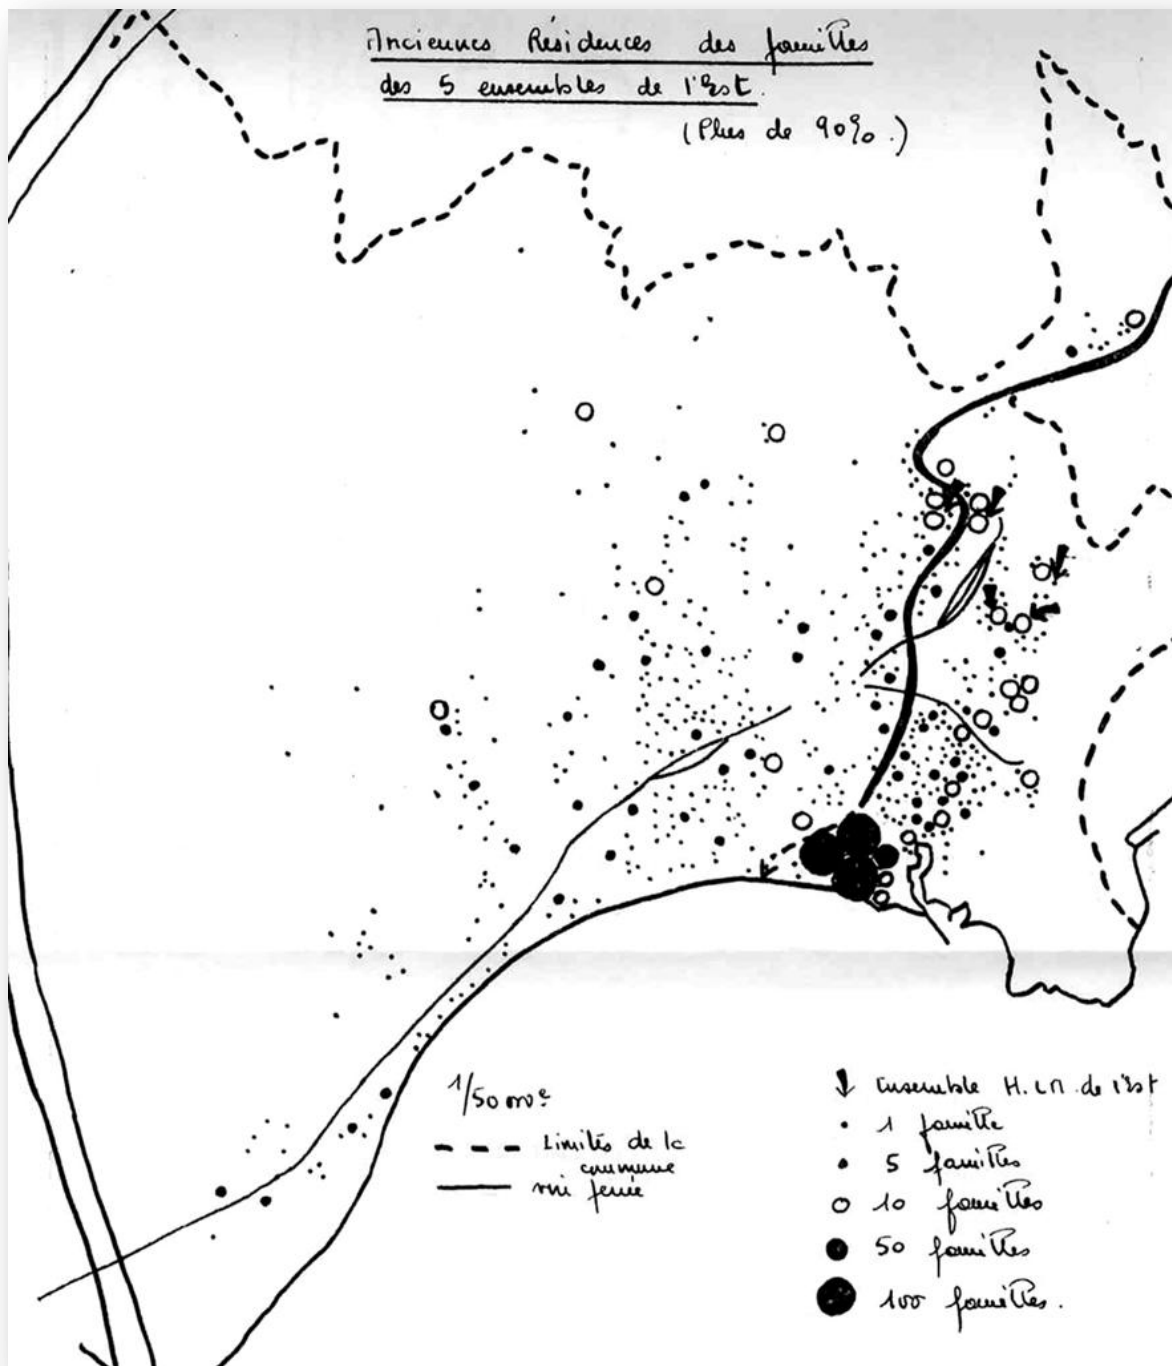 Anciennes Résidences des familles
des 5 ensembles de l'Est.
(Plus de 90%.)
1/50 000e
Limites de la
commune
voie ferrée
Ensemble H.L.M. de l'Est
1 famille
5 familles
10 familles
50 familles
100 familles.